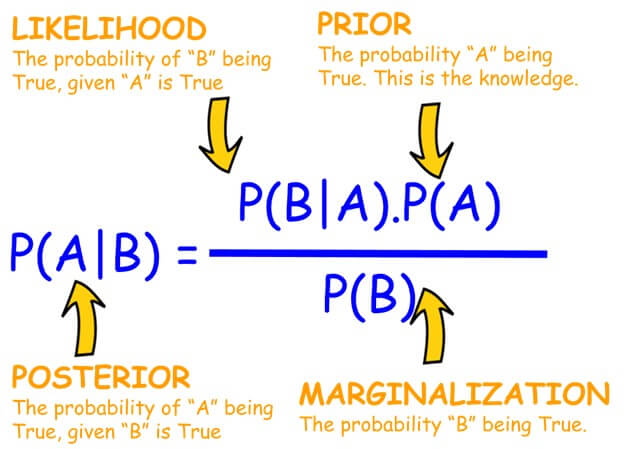 LIKELIHOOD
The probability of “B” being
True, given “A” is True
PRIOR
The probability “A” being
True. This is the knowledge.
P(B|A).P(A)
P(A|B) =
P(B)
POSTERIOR
The probability of “A” being
True, given “B” is True
MARGINALIZATION
The probability “B” being True.